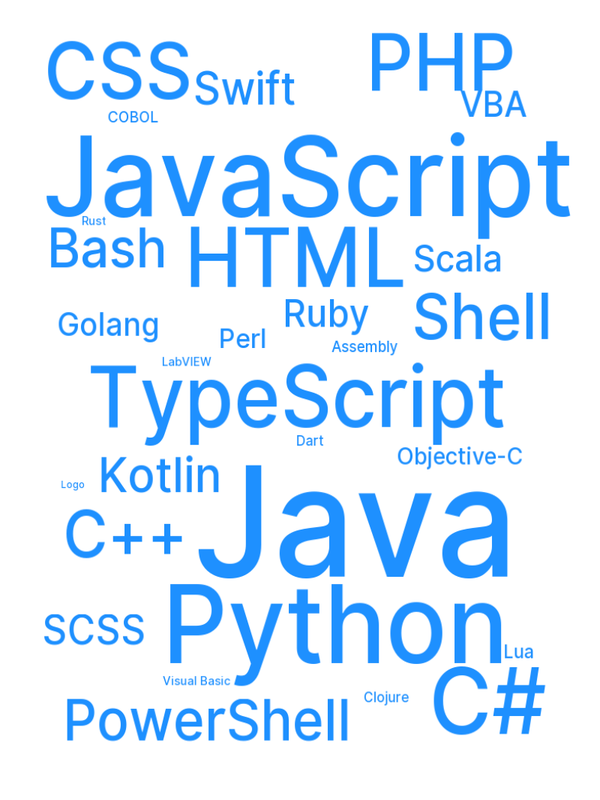 CSS
PHP
Swift
VBA
COBOL
JavaScript
Rust
Bash
HTML
Scala
Golang
Ruby
Shell
Perl
Assembly
LabVIEW
TypeScript
Dart
Objective-C
Logo
Kotlin
Java
C++
Python
SCSS
Lua
Visual Basic
Clojure
C#
PowerShell